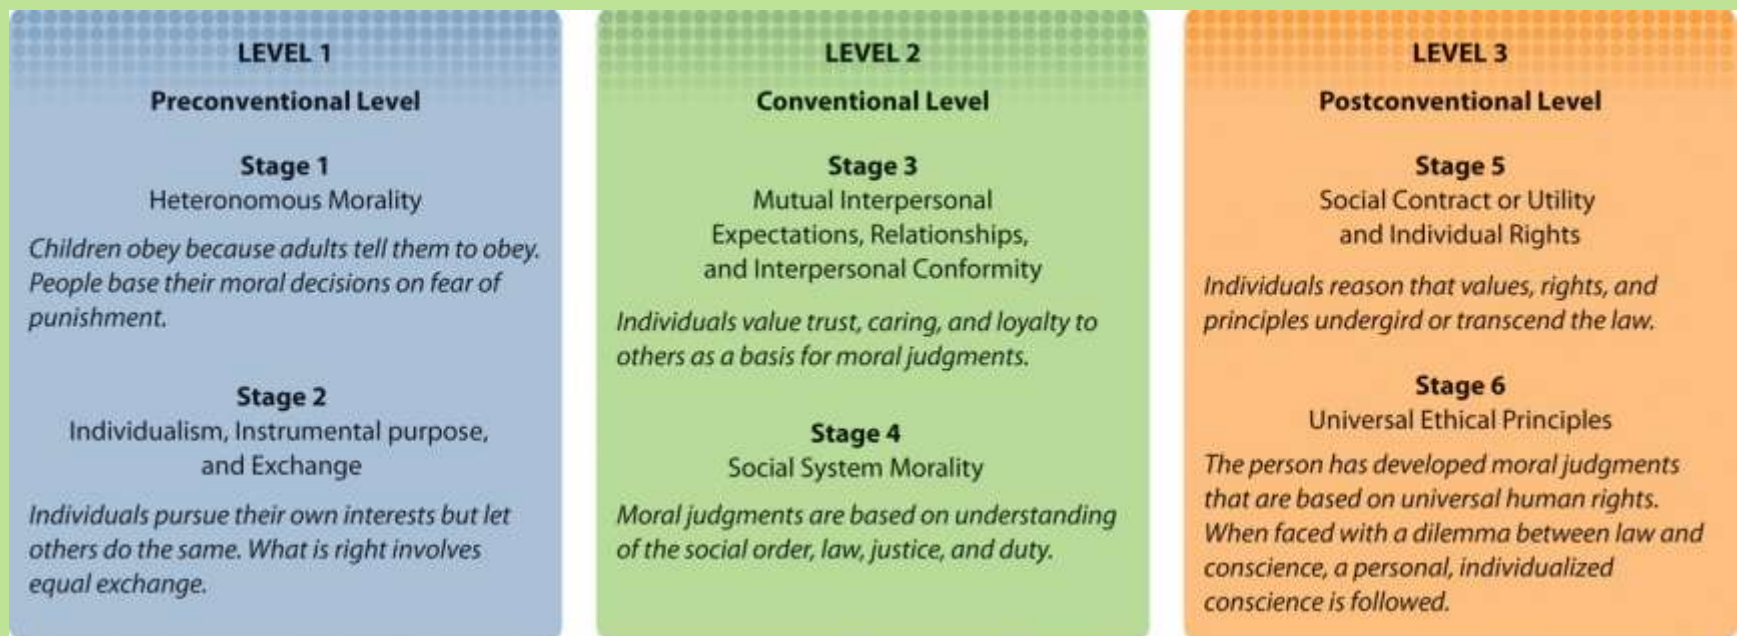 LEVEL 1
Preconventional Level
Stage 1
Heteronomous Morality
Children obey because adults tell them to obey.
People base their moral decisions on fear of
punishment.
Stage 2
Individualism, Instrumental purpose,
and Exchange
Individuals pursue their own interests but let
others do the same. What is right involves
equal exchange.
LEVEL 2
Conventional Level
Stage 3
Mutual Interpersonal
Expectations, Relationships,
and Interpersonal Conformity
Individuals value trust, caring, and loyalty to
others as a basis for moral judgments.
Stage 4
Social System Morality
Moral judgments are based on understanding
of the social order, law, justice, and duty.
LEVEL 3
Postconventional Level
Stage 5
Social Contract or Utility
and Individual Rights
Individuals reason that values, rights, and
principles undergird or transcend the law.
Stage 6
Universal Ethical Principles
The person has developed moral judgments
that are based on universal human rights.
When faced with a dilemma between law and
conscience, a personal, individualized
conscience is followed.